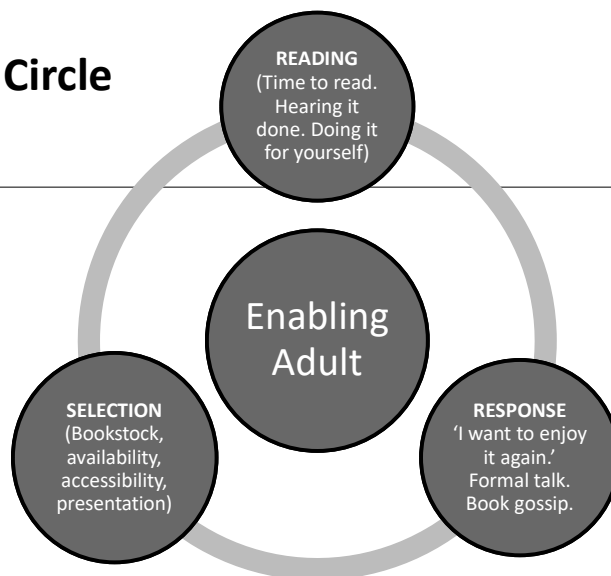 Circle
READING
(Time to read.
Hearing it
done. Doing it
for yourself)
Enabling
Adult
SELECTION
(Bookstock,
availability,
accessibility,
presentation)
RESPONSE
‘I want to enjoy
it again.’
Formal talk.
Book gossip.